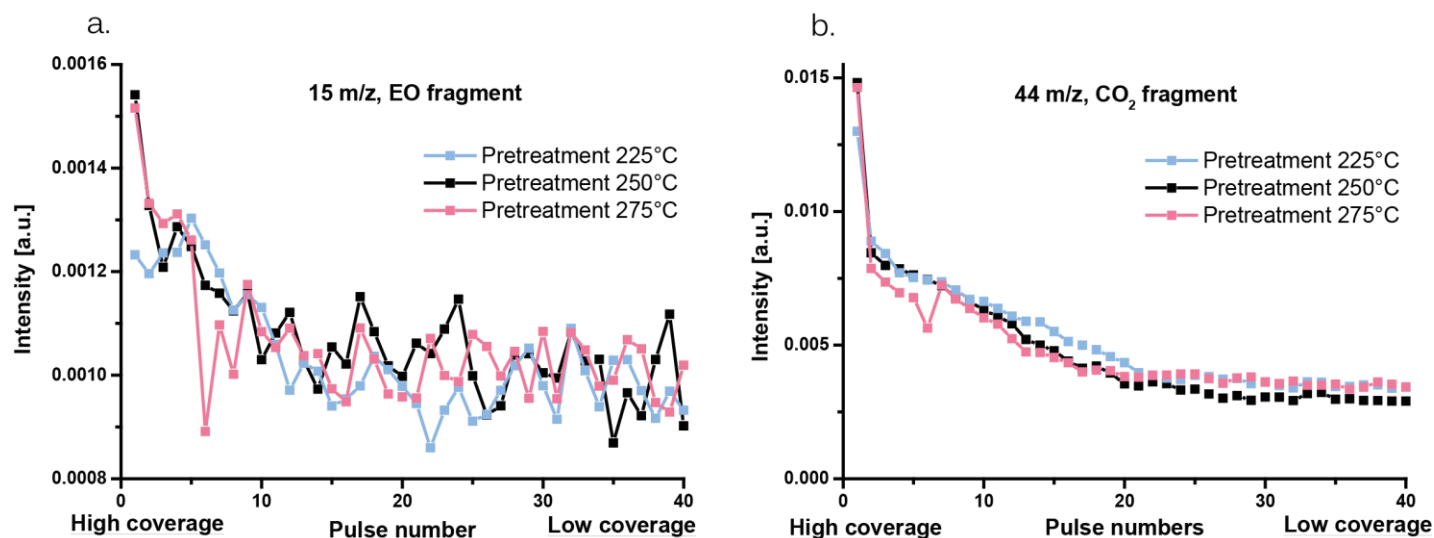 a.
0.0016
0.0014
0.0012
0.0010
0.0008
Intensity [a.u.]
15 m/z, EO fragment
Pretreatment 225°C
Pretreatment 250°C
Pretreatment 275°C
0 10 20 30 40
High coverage Pulse number Low coverage
b.
0.015
0.010
0.005
0.000
Intensity [a.u.]
44 m/z, CO₂ fragment
Pretreatment 225°C
Pretreatment 250°C
Pretreatment 275°C
0 10 20 30 40
High coverage Pulse numbers Low coverage